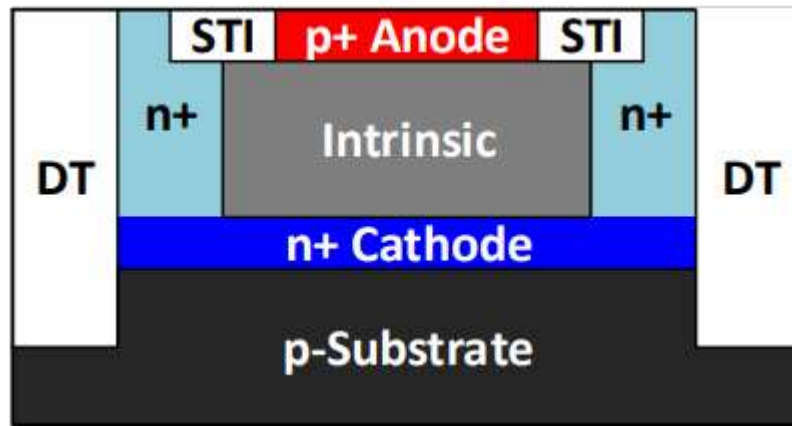 STI p+ Anode STI
n+ n+
Intrinsic
DT DT
n+ Cathode
p-Substrate